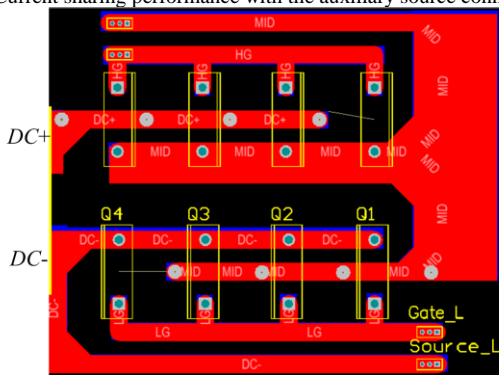 Current sharing performance with the auxiliary source conn
MID
MID
HG
MID
HG HG HG HG
DC+ DC+ DC+ DC+
MID
MID MID MID MID
MID
MID
Q4 Q3 Q2 Q1
DC- DC- DC- DC-
MID MID MID MID
DC-
LG LG LG LG
Gate_L
LG LG
Source_L
DC-